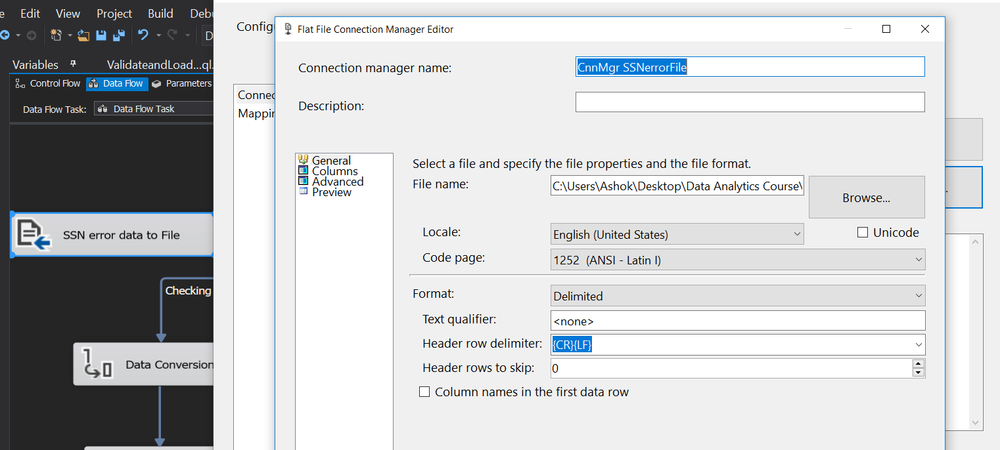 Edit View Project Build Debu
Variables ValidateandLoad...ql.
Control Flow Data Flow Parameters
Data Flow Task: Data Flow Task
SSN error data to File
Checking
Data Conversion
Config
Connec
Mappin
Flat File Connection Manager Editor
Connection manager name: CnnMgr SSNerrorFile
Description:
General
Columns
Advanced
Preview
Select a file and specify the file properties and the file format.
File name: C:\Users\Ashok\Desktop\Data Analytics Course\ Browse...
Locale: English (United States) Unicode
Code page: 1252 (ANSI - Latin I)
Format: Delimited
Text qualifier: <none>
Header row delimiter: {CR}{LF}
Header rows to skip: 0
Column names in the first data row